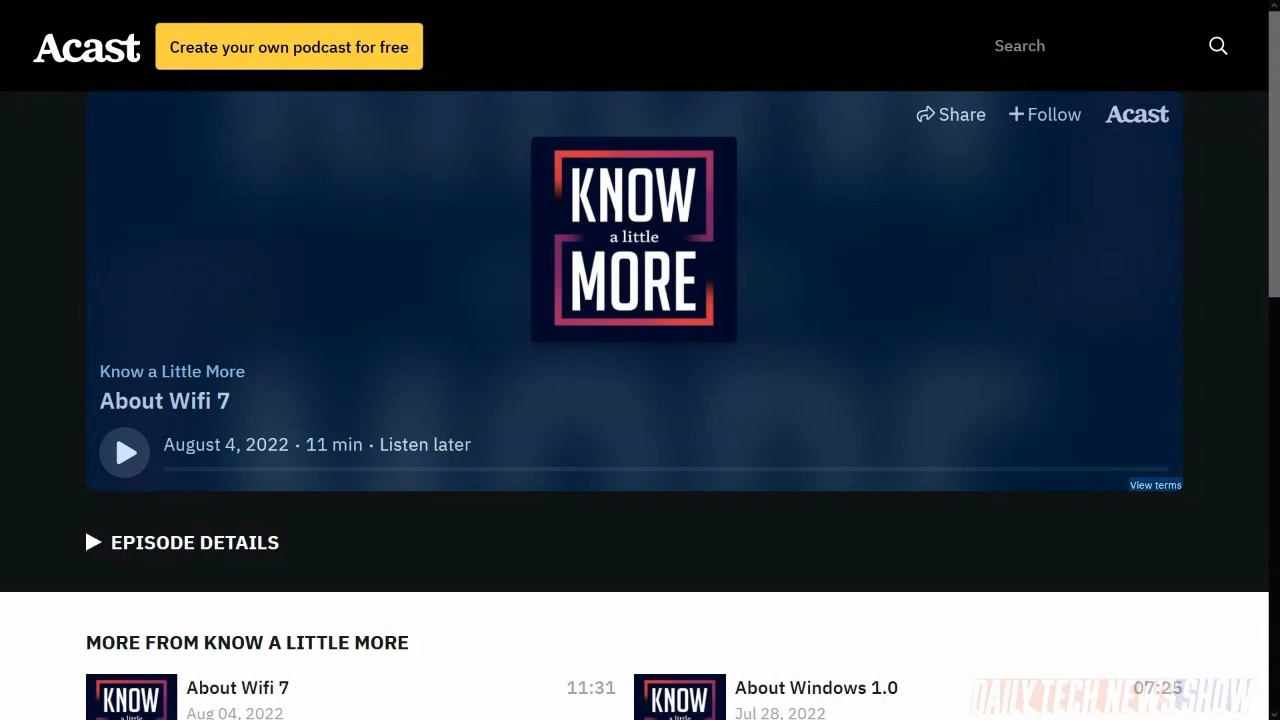 Acast
Create your own podcast for free
Search
Share
Follow
Acast
KNOW
a little
MORE
Know a Little More
About Wifi 7
August 4, 2022 · 11 min · Listen later
View terms
EPISODE DETAILS
MORE FROM KNOW A LITTLE MORE
KNOW
a little
About Wifi 7
11:31
Aug 04, 2022
KNOW
a little
About Windows 1.0
07:25
Jul 28, 2022
DAILY TECH NEWS SHOW